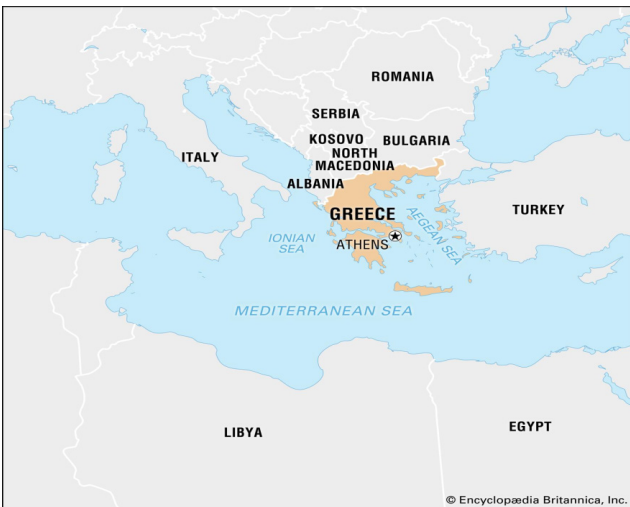 ROMANIA
SERBIA
KOSOVO
BULGARIA
NORTH
MACEDONIA
ITALY
ALBANIA
GREECE
TURKEY
AEGEAN SEA
IONIAN
SEA
ATHENS
MEDITERRANEAN SEA
LIBYA
EGYPT
© Encyclopædia Britannica, Inc.